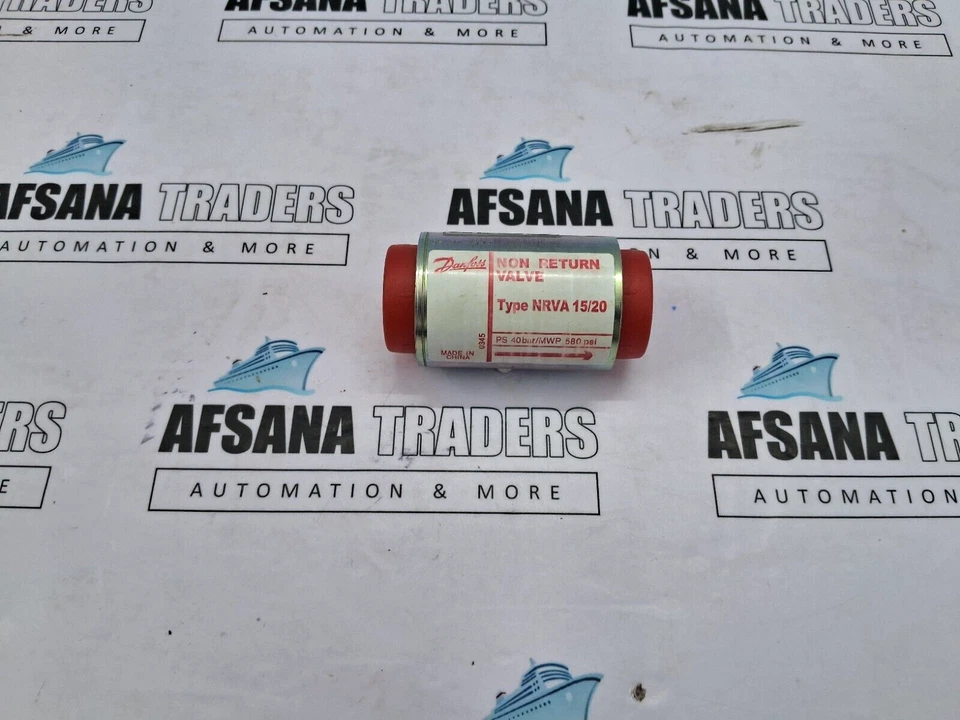 TRADERS
& MORE
AFSANA TRADERS
AUTOMATION & MORE
AFSANA TRADERS
AUTOMATION & MORE
AFSANA TRADERS
AUTOMATION & MORE
AFSANA TRADERS
N & MORE
Danfoss
NON RETURN
VALVE
Type NRVA 15/20
PS 40bar/MWP 580 psi
0345
MADE IN
CHINA
ERS
E
AFSANA TRADERS
AUTOMATION & MORE
AFSANA TR
AUTOMATION